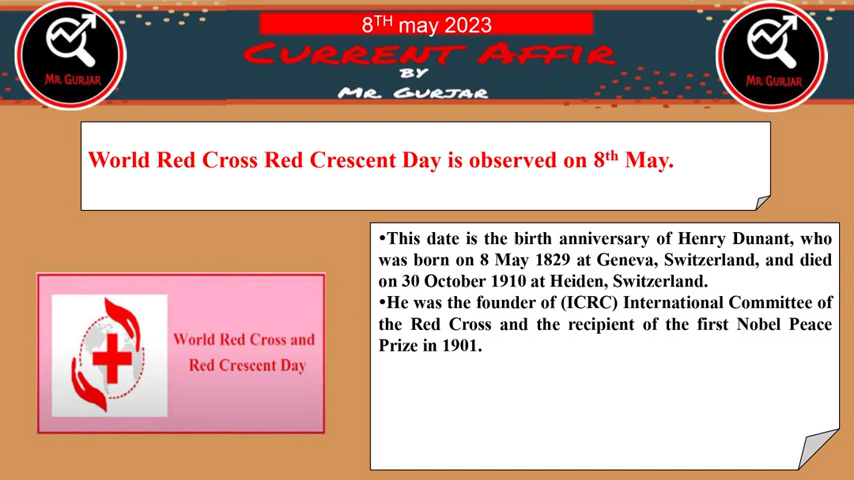 8TH may 2023
CURRENT AFFIR
BY
MR. GURJAR
MR. GURJAR
MR. GURJAR
World Red Cross Red Crescent Day is observed on 8th May.
•This date is the birth anniversary of Henry Dunant, who
was born on 8 May 1829 at Geneva, Switzerland, and died
on 30 October 1910 at Heiden, Switzerland.
•He was the founder of (ICRC) International Committee of
the Red Cross and the recipient of the first Nobel Peace
Prize in 1901.
World Red Cross and
Red Crescent Day